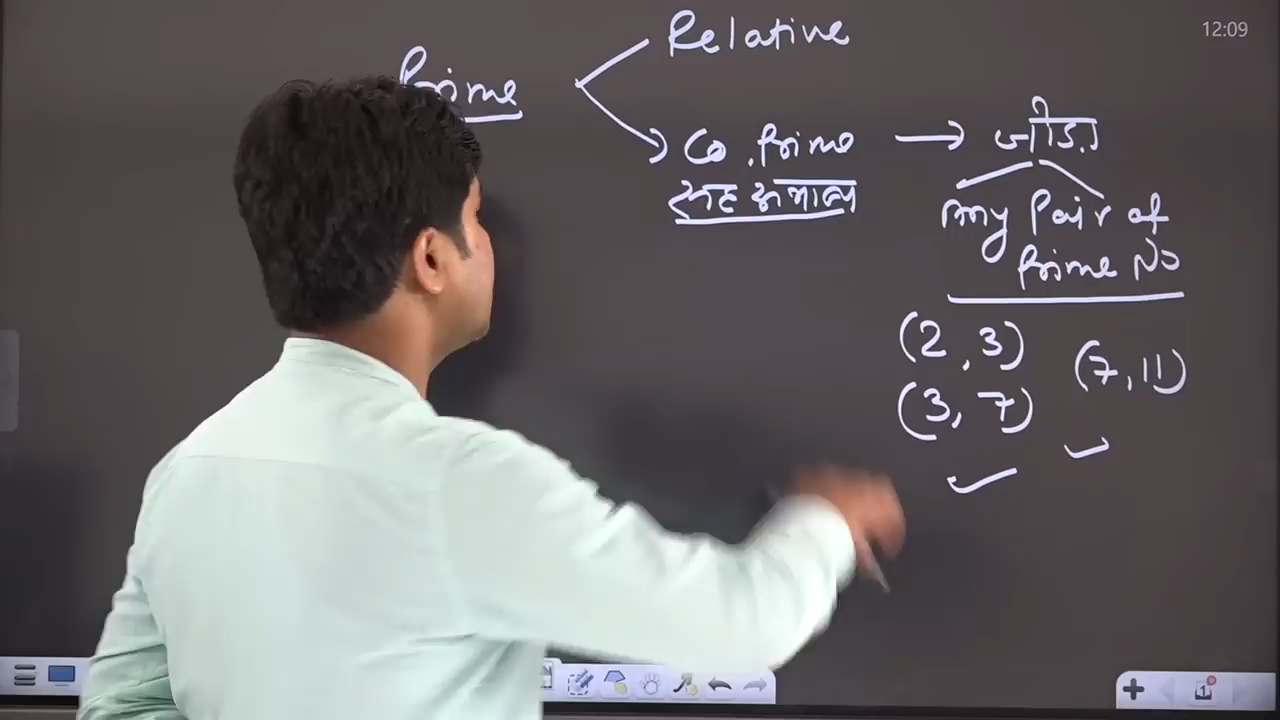 Relative
Prime
Co.Prime → जोड़ा
सह अभाज्य
Any Pair of
Prime No
(2, 3)
(7, 11)
(3, 7)
12:09
1